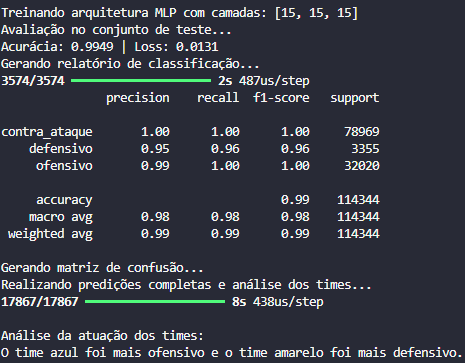 Treinando arquitetura MLP com camadas: [15, 15, 15]
Avaliação no conjunto de teste...
Acurácia: 0.9949 | Loss: 0.0131
Gerando relatório de classificação...
3574/3574 ━━━━━━━━━━━━━━━━━━━━ 2s 487us/step
              precision    recall  f1-score   support

contra_ataque       1.00      1.00      1.00     78969
    defensivo       0.95      0.96      0.96      3355
     ofensivo       0.99      1.00      1.00     32020

     accuracy                           0.99    114344
    macro avg       0.98      0.98      0.98    114344
 weighted avg       0.99      0.99      0.99    114344

Gerando matriz de confusão...
Realizando predições completas e análise dos times...
17867/17867 ━━━━━━━━━━━━━━━━━━━━ 8s 438us/step

Análise da atuação dos times:
O time azul foi mais ofensivo e o time amarelo foi mais defensivo.